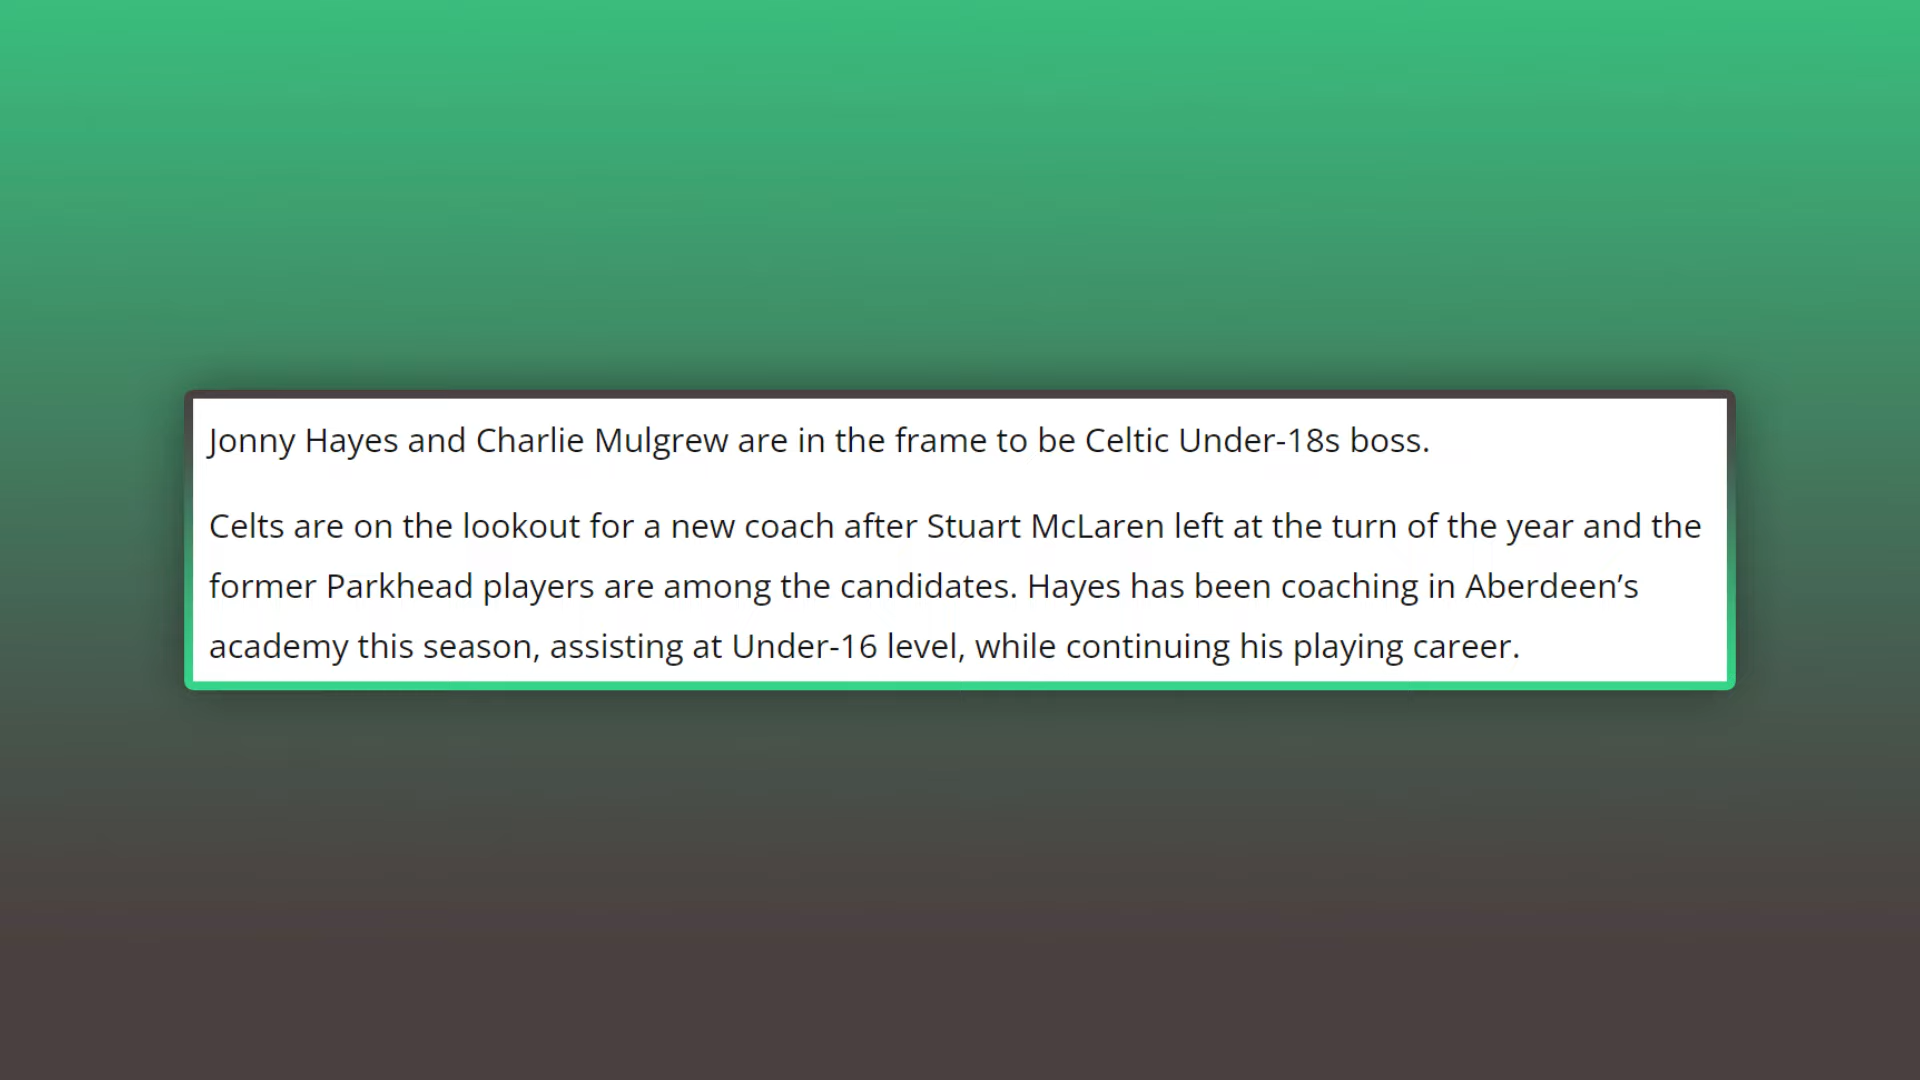 Jonny Hayes and Charlie Mulgrew are in the frame to be Celtic Under-18s boss.
Celts are on the lookout for a new coach after Stuart McLaren left at the turn of the year and the
former Parkhead players are among the candidates. Hayes has been coaching in Aberdeen’s
academy this season, assisting at Under-16 level, while continuing his playing career.